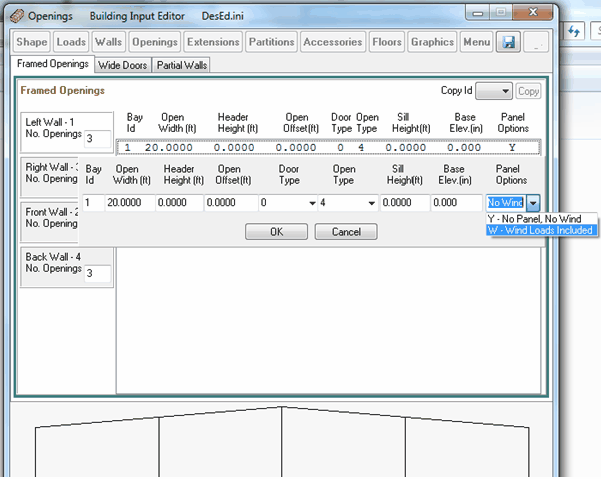 Openings Building Input Editor DesEd.ini
Shape Loads Walls Openings Extensions Partitions Accessories Floors Graphics Menu
Framed Openings Wide Doors Partial Walls
Framed Openings Copy Id Copy
Left Wall - 1
No. Openings 3
Bay Id Open Width (ft) Header Height (ft) Open Offset(ft) Door Type Open Type Sill Height(ft) Base Elev.(in) Panel Options
1 20.0000 0.0000 0.0000 0 4 0.0000 0.000 Y
Right Wall - 3
No. Opening
Bay Id Open Width (ft) Header Height (ft) Open Offset(ft) Door Type Open Type Sill Heigh(ft) Base Elev.(in) Panel Options
1 20.0000 0.0000 0.0000 0 4 0.0000 0.000 No Wind
Y - No Panel, No Wind
W - Wind Loads Included
Front Wall - 2
No. Opening
OK Cancel
Back Wall - 4
No. Openings 3